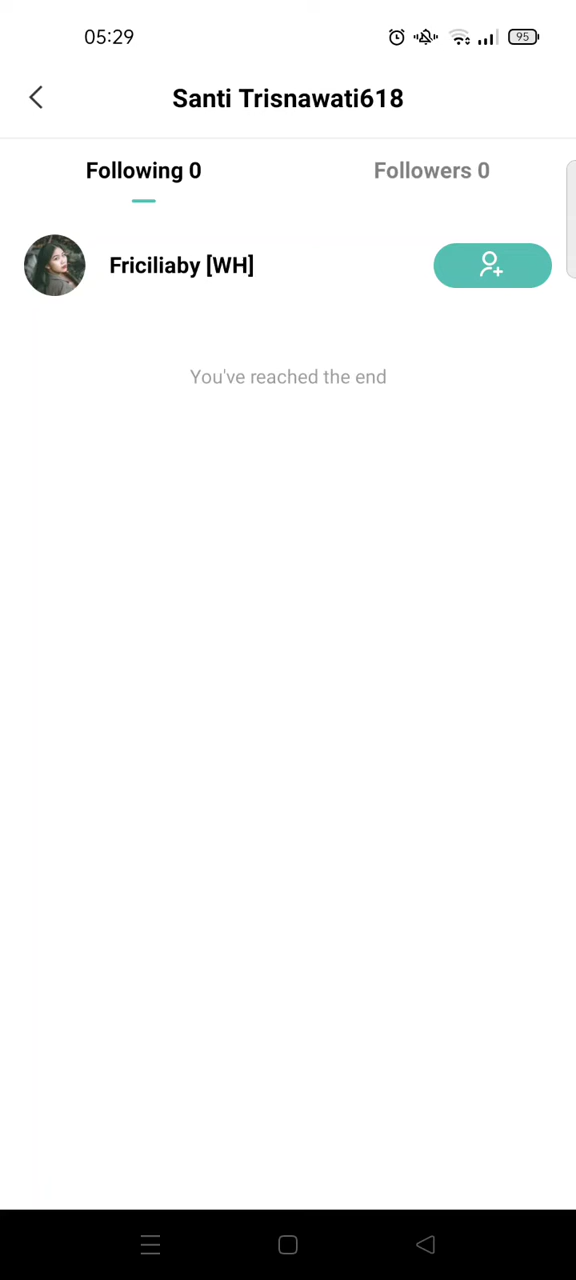 05:29
95
Santi Trisnawati618
Following 0
Followers 0
Friciliaby [WH]
You've reached the end